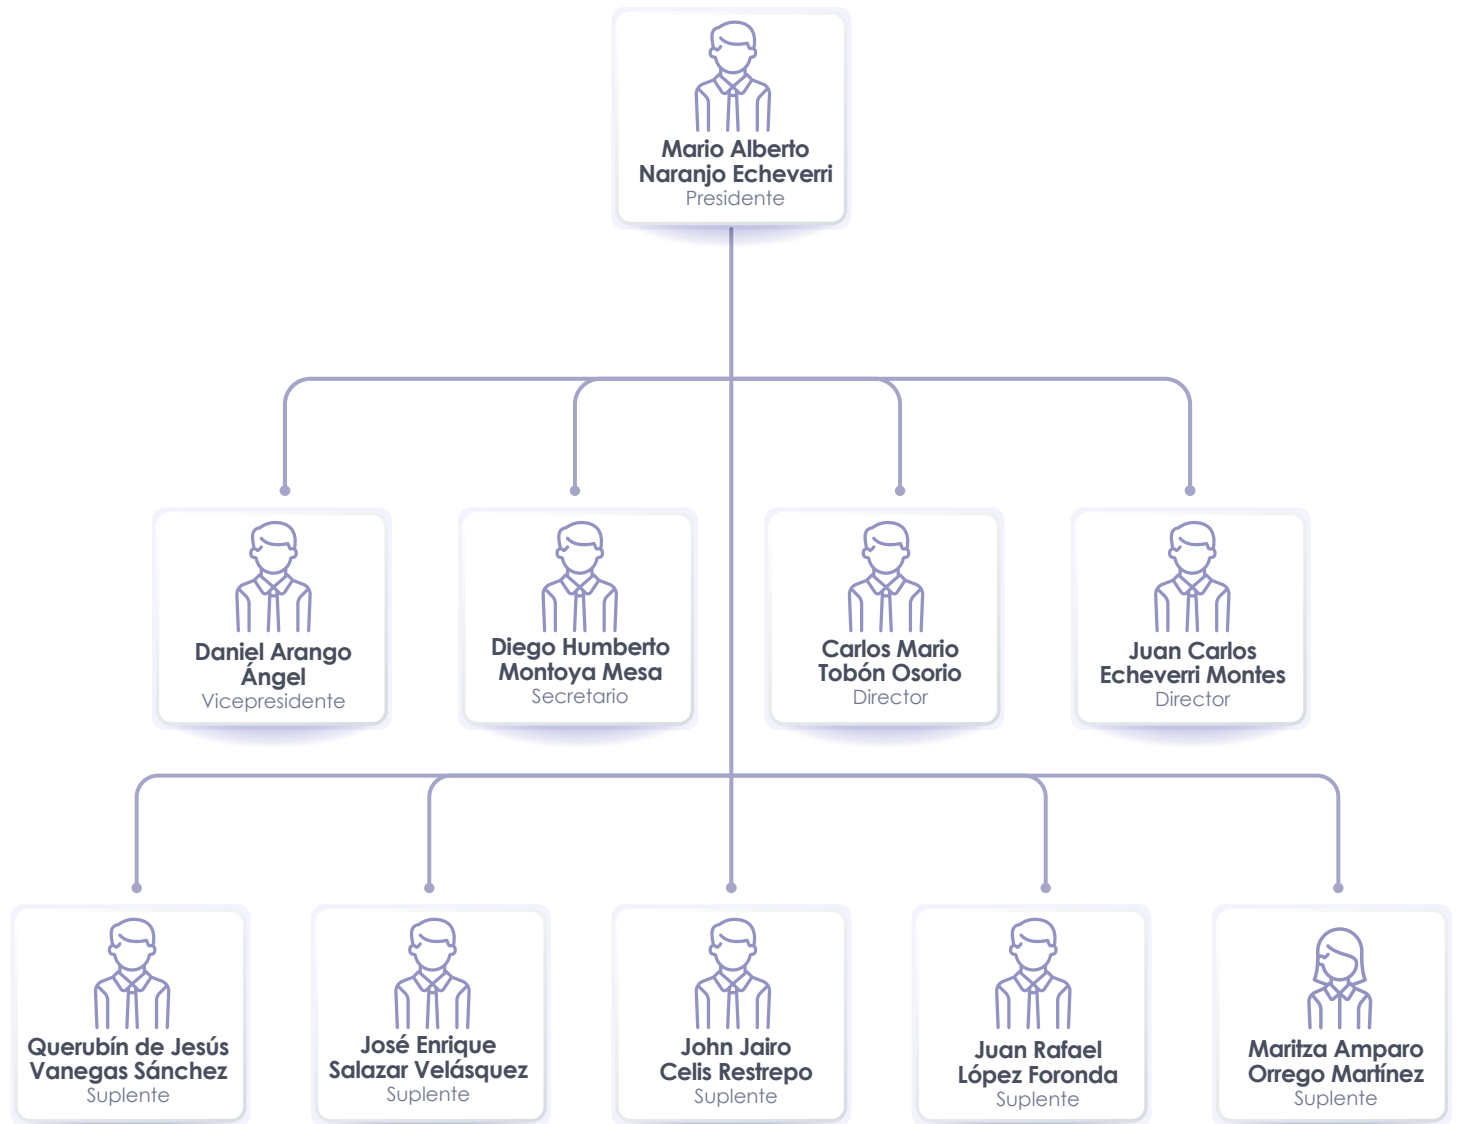 Mario Alberto
Naranjo Echeverri
Presidente
Daniel Arango
Ángel
Vicepresidente
Diego Humberto
Montoya Mesa
Secretario
Carlos Mario
Tobón Osorio
Director
Juan Carlos
Echeverri Montes
Director
Querubín de Jesús
Vanegas Sánchez
Suplente
José Enrique
Salazar Velásquez
Suplente
John Jairo
Celis Restrepo
Suplente
Juan Rafael
López Foronda
Suplente
Maritza Amparo
Orrego Martínez
Suplente